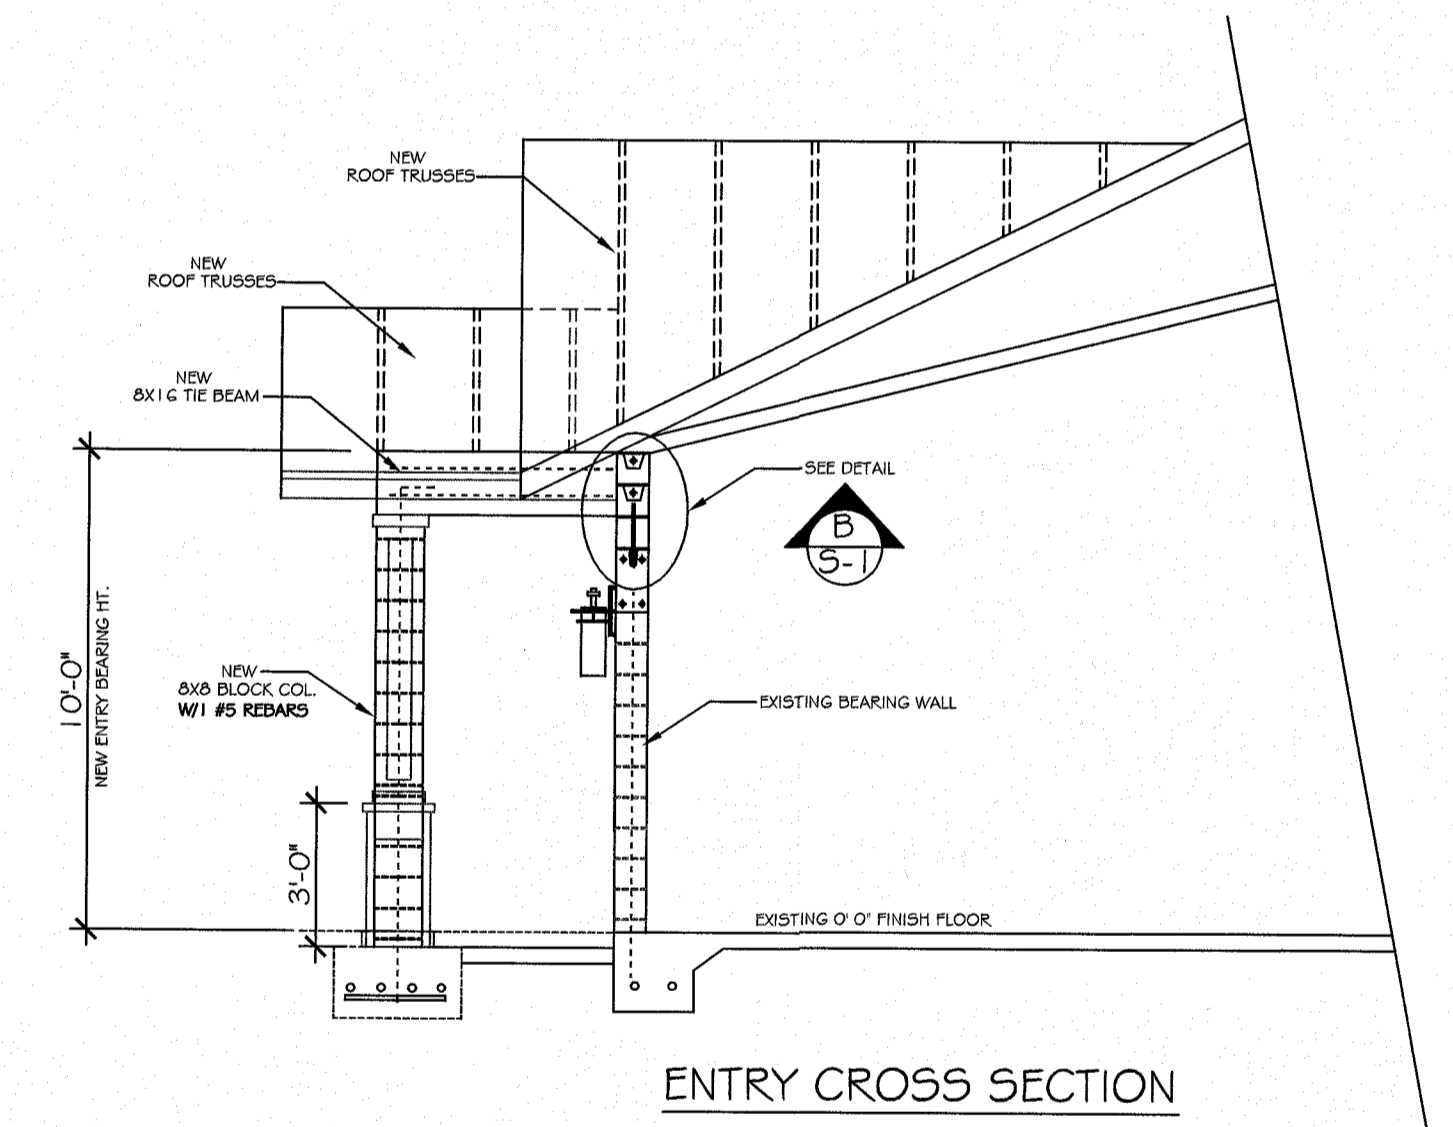 NEW
ROOF TRUSSES
NEW
ROOF TRUSSES
NEW
8X16 TIE BEAM
SEE DETAIL
B
S-1
10'-0"
NEW ENTRY BEARING HT.
NEW
8X8 BLOCK COL.
W/1 #5 REBARS
EXISTING BEARING WALL
3'-0"
EXISTING 0' 0" FINISH FLOOR
ENTRY CROSS SECTION